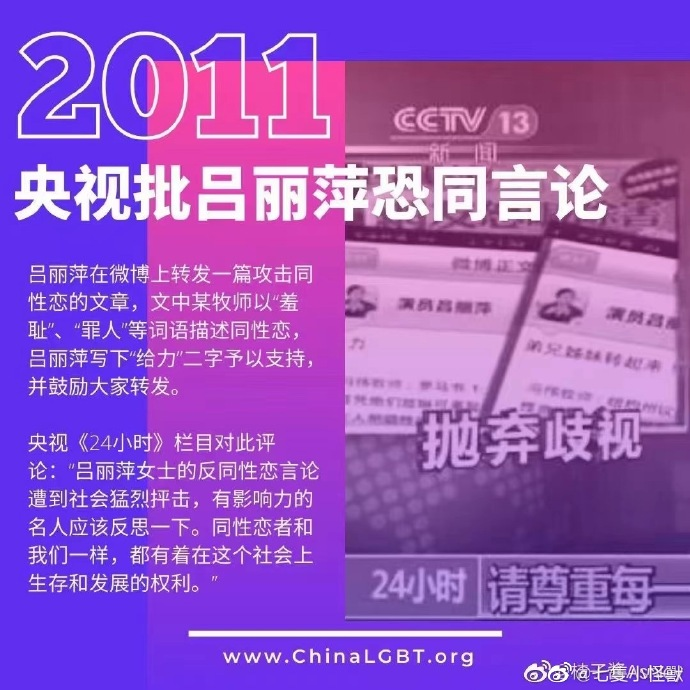 2011
CCTV 13
新闻
央视批吕丽萍恐同言论
吕丽萍在微博上转发一篇攻击同
性恋的文章，文中某牧师以“羞
耻”、“罪人”等词语描述同性恋，
吕丽萍写下“给力”二字予以支持，
并鼓励大家转发。
央视《24小时》栏目对此评
论：“吕丽萍女士的反同性恋言论
遭到社会猛烈抨击，有影响力的
名人应该反思一下。同性恋者和
我们一样，都有着在这个社会上
生存和发展的权利。”
微博正文
演员吕丽萍
演员吕丽萍
力
弟兄姊妹转起来
抛弃歧视
24小时
请尊重每一
www.ChinaLGBT.org
@七夏小怪獸